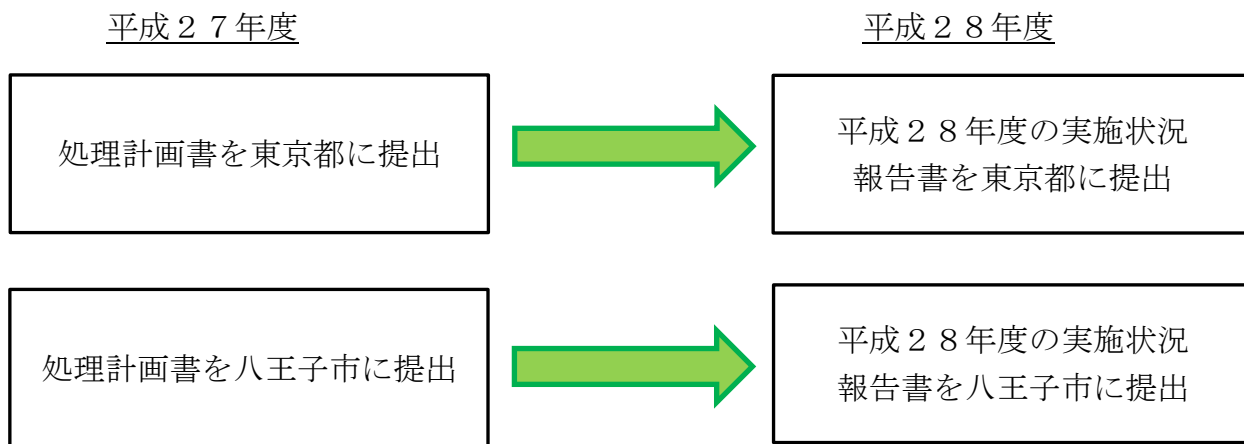 平成２７年度
平成２８年度
処理計画書を東京都に提出
平成２８年度の実施状況
報告書を東京都に提出
処理計画書を八王子市に提出
平成２８年度の実施状況
報告書を八王子市に提出